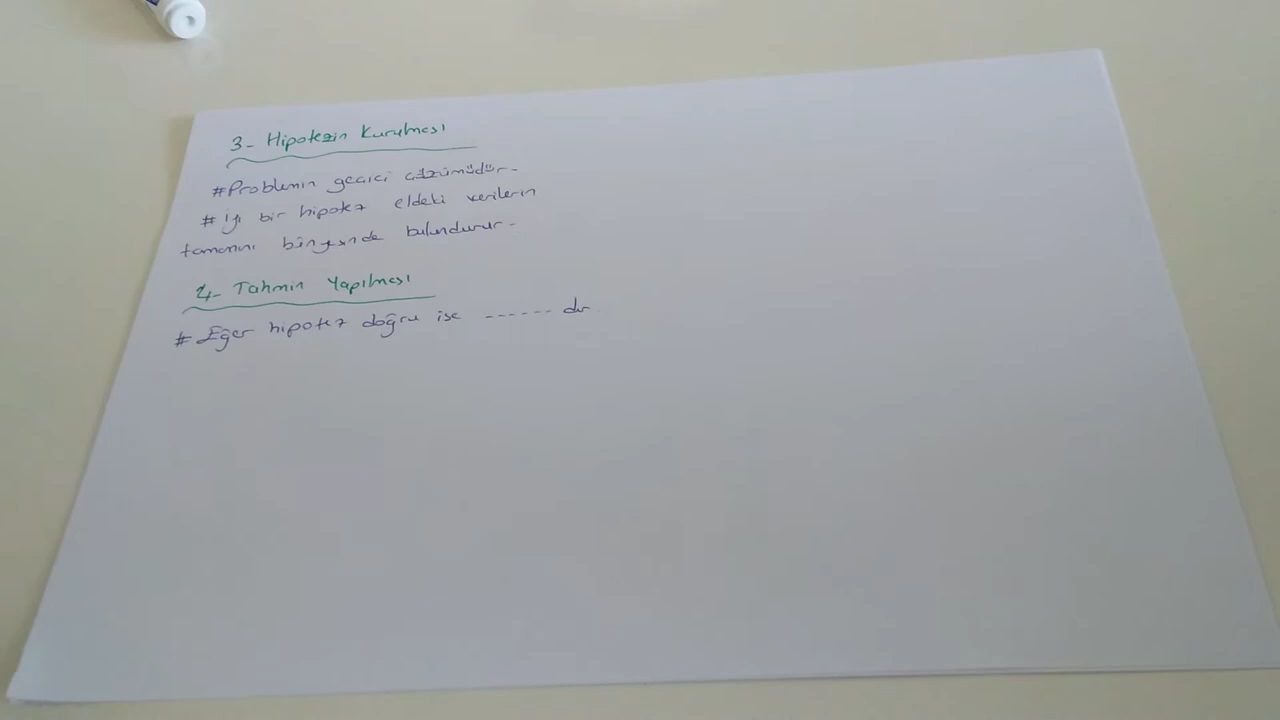 3- Hipotezin Kurulması
#Problemin geçici çözümüdür.
# İyi bir hipotez eldeki verilerin
tamamını bünyesinde bulundurur.
4- Tahmin Yapılması
# Eğer hipotez doğru ise ------ dır